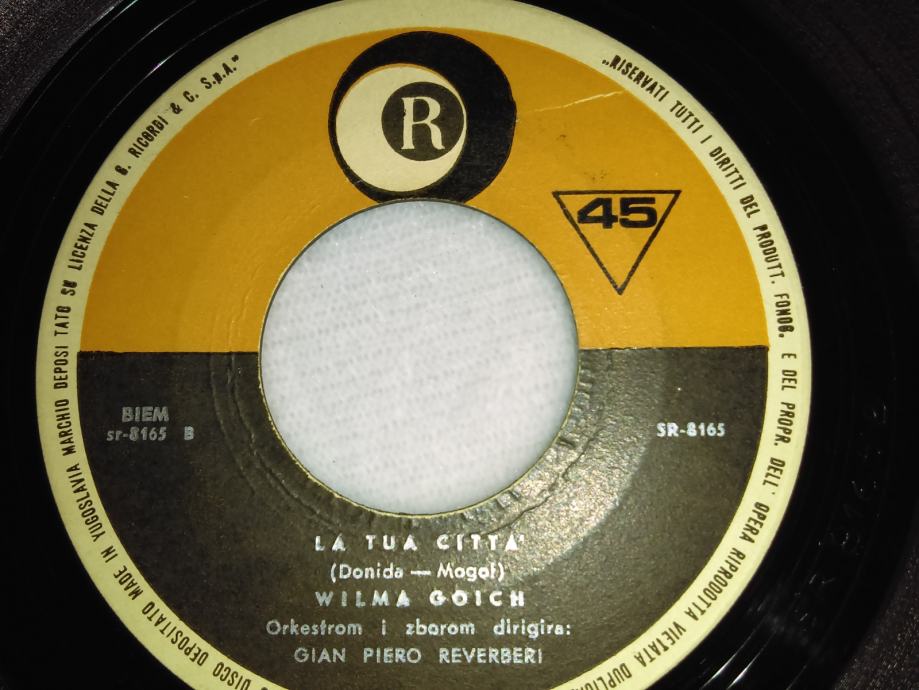 R
45
BIEM
sr-8165 B
SR-8165
LA TUA CITTA'
(Donida — Mogol)
WILMA GOICH
Orkestrom i zborom dirigira:
GIAN PIERO REVERBERI
DISCO DEPOSITATO MADE IN YUGOSLAVIA MARCHIO DEPOSI TATO SU LICENZA DELLA G. RICORDI & C. S.p.A."
„RISERVATI TUTTI I DIRITTI DEL PRODUTT. FONOG. E DEL PROPR. DELL' OPERA RIPRODOTTA VIETATA